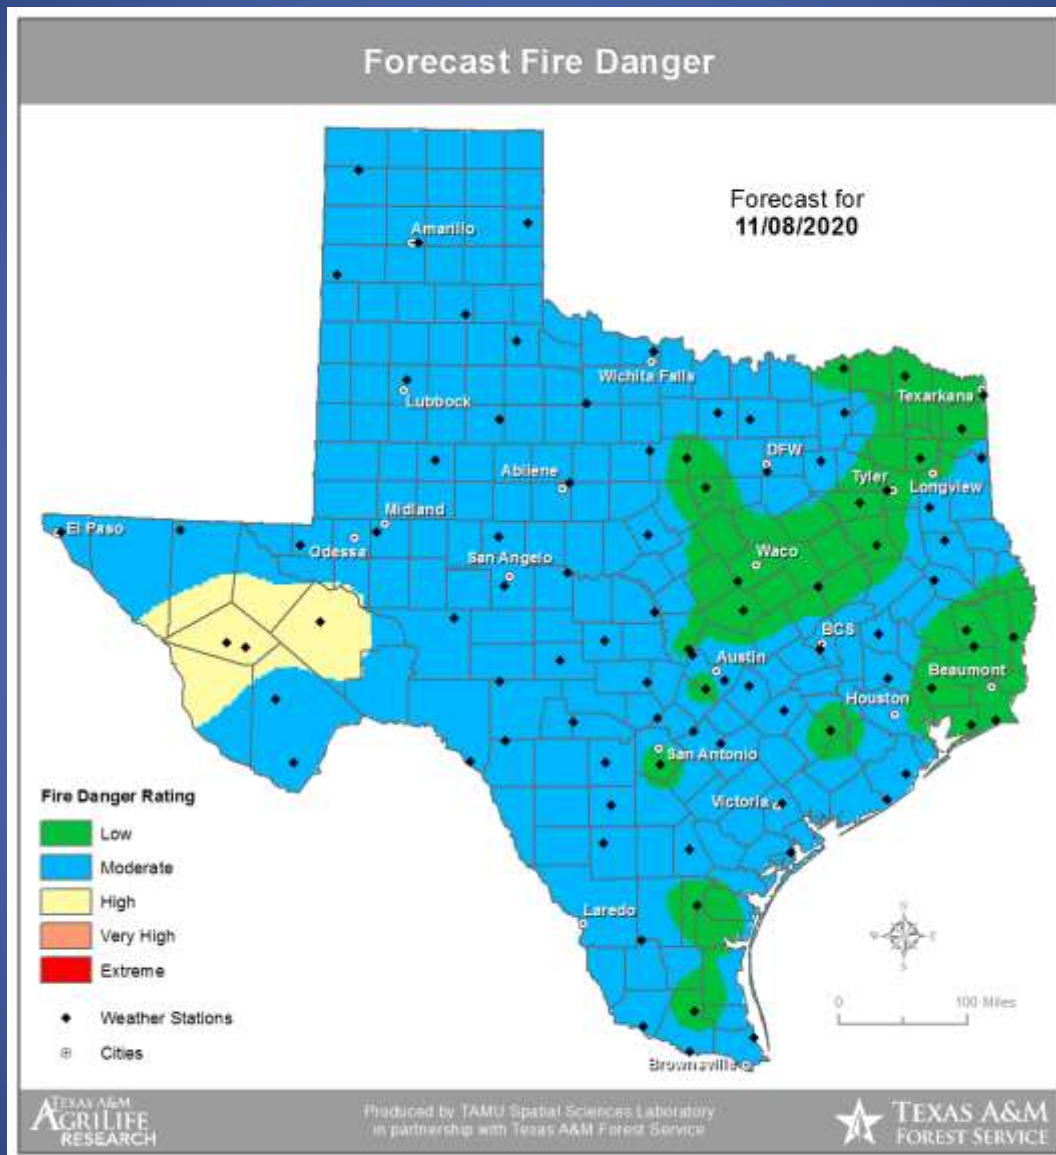 Forecast Fire Danger
Forecast for
11/08/2020
Amarillo
Wichita Falls
Lubbock
Texarkana
DFW
Abilene
Tyler
Longview
Midland
El Paso
Odessa
San Angelo
Waco
BCS
Austin
Beaumont
Houston
San Antonio
Victoria
Laredo
Brownsville
Fire Danger Rating
Low
Moderate
High
Very High
Extreme
Weather Stations
Cities
N
W
E
S
0 100 Miles
TEXAS A&M
AGRILIFE
RESEARCH
Produced by TAMU Spatial Sciences Laboratory
in partnership with Texas A&M Forest Service
TEXAS A&M
FOREST SERVICE